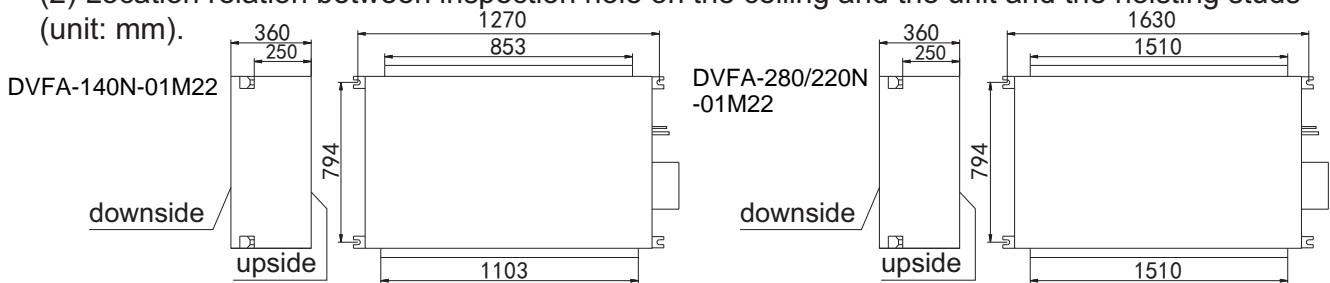 (2) Location relation between inspection hole on the ceiling and the unit and the hoisting studs
(unit: mm).
DVFA-140N-01M22
360
250
1270
853
794
1103
downside
upside
DVFA-280/220N
-01M22
360
250
1630
1510
794
1510
downside
upside